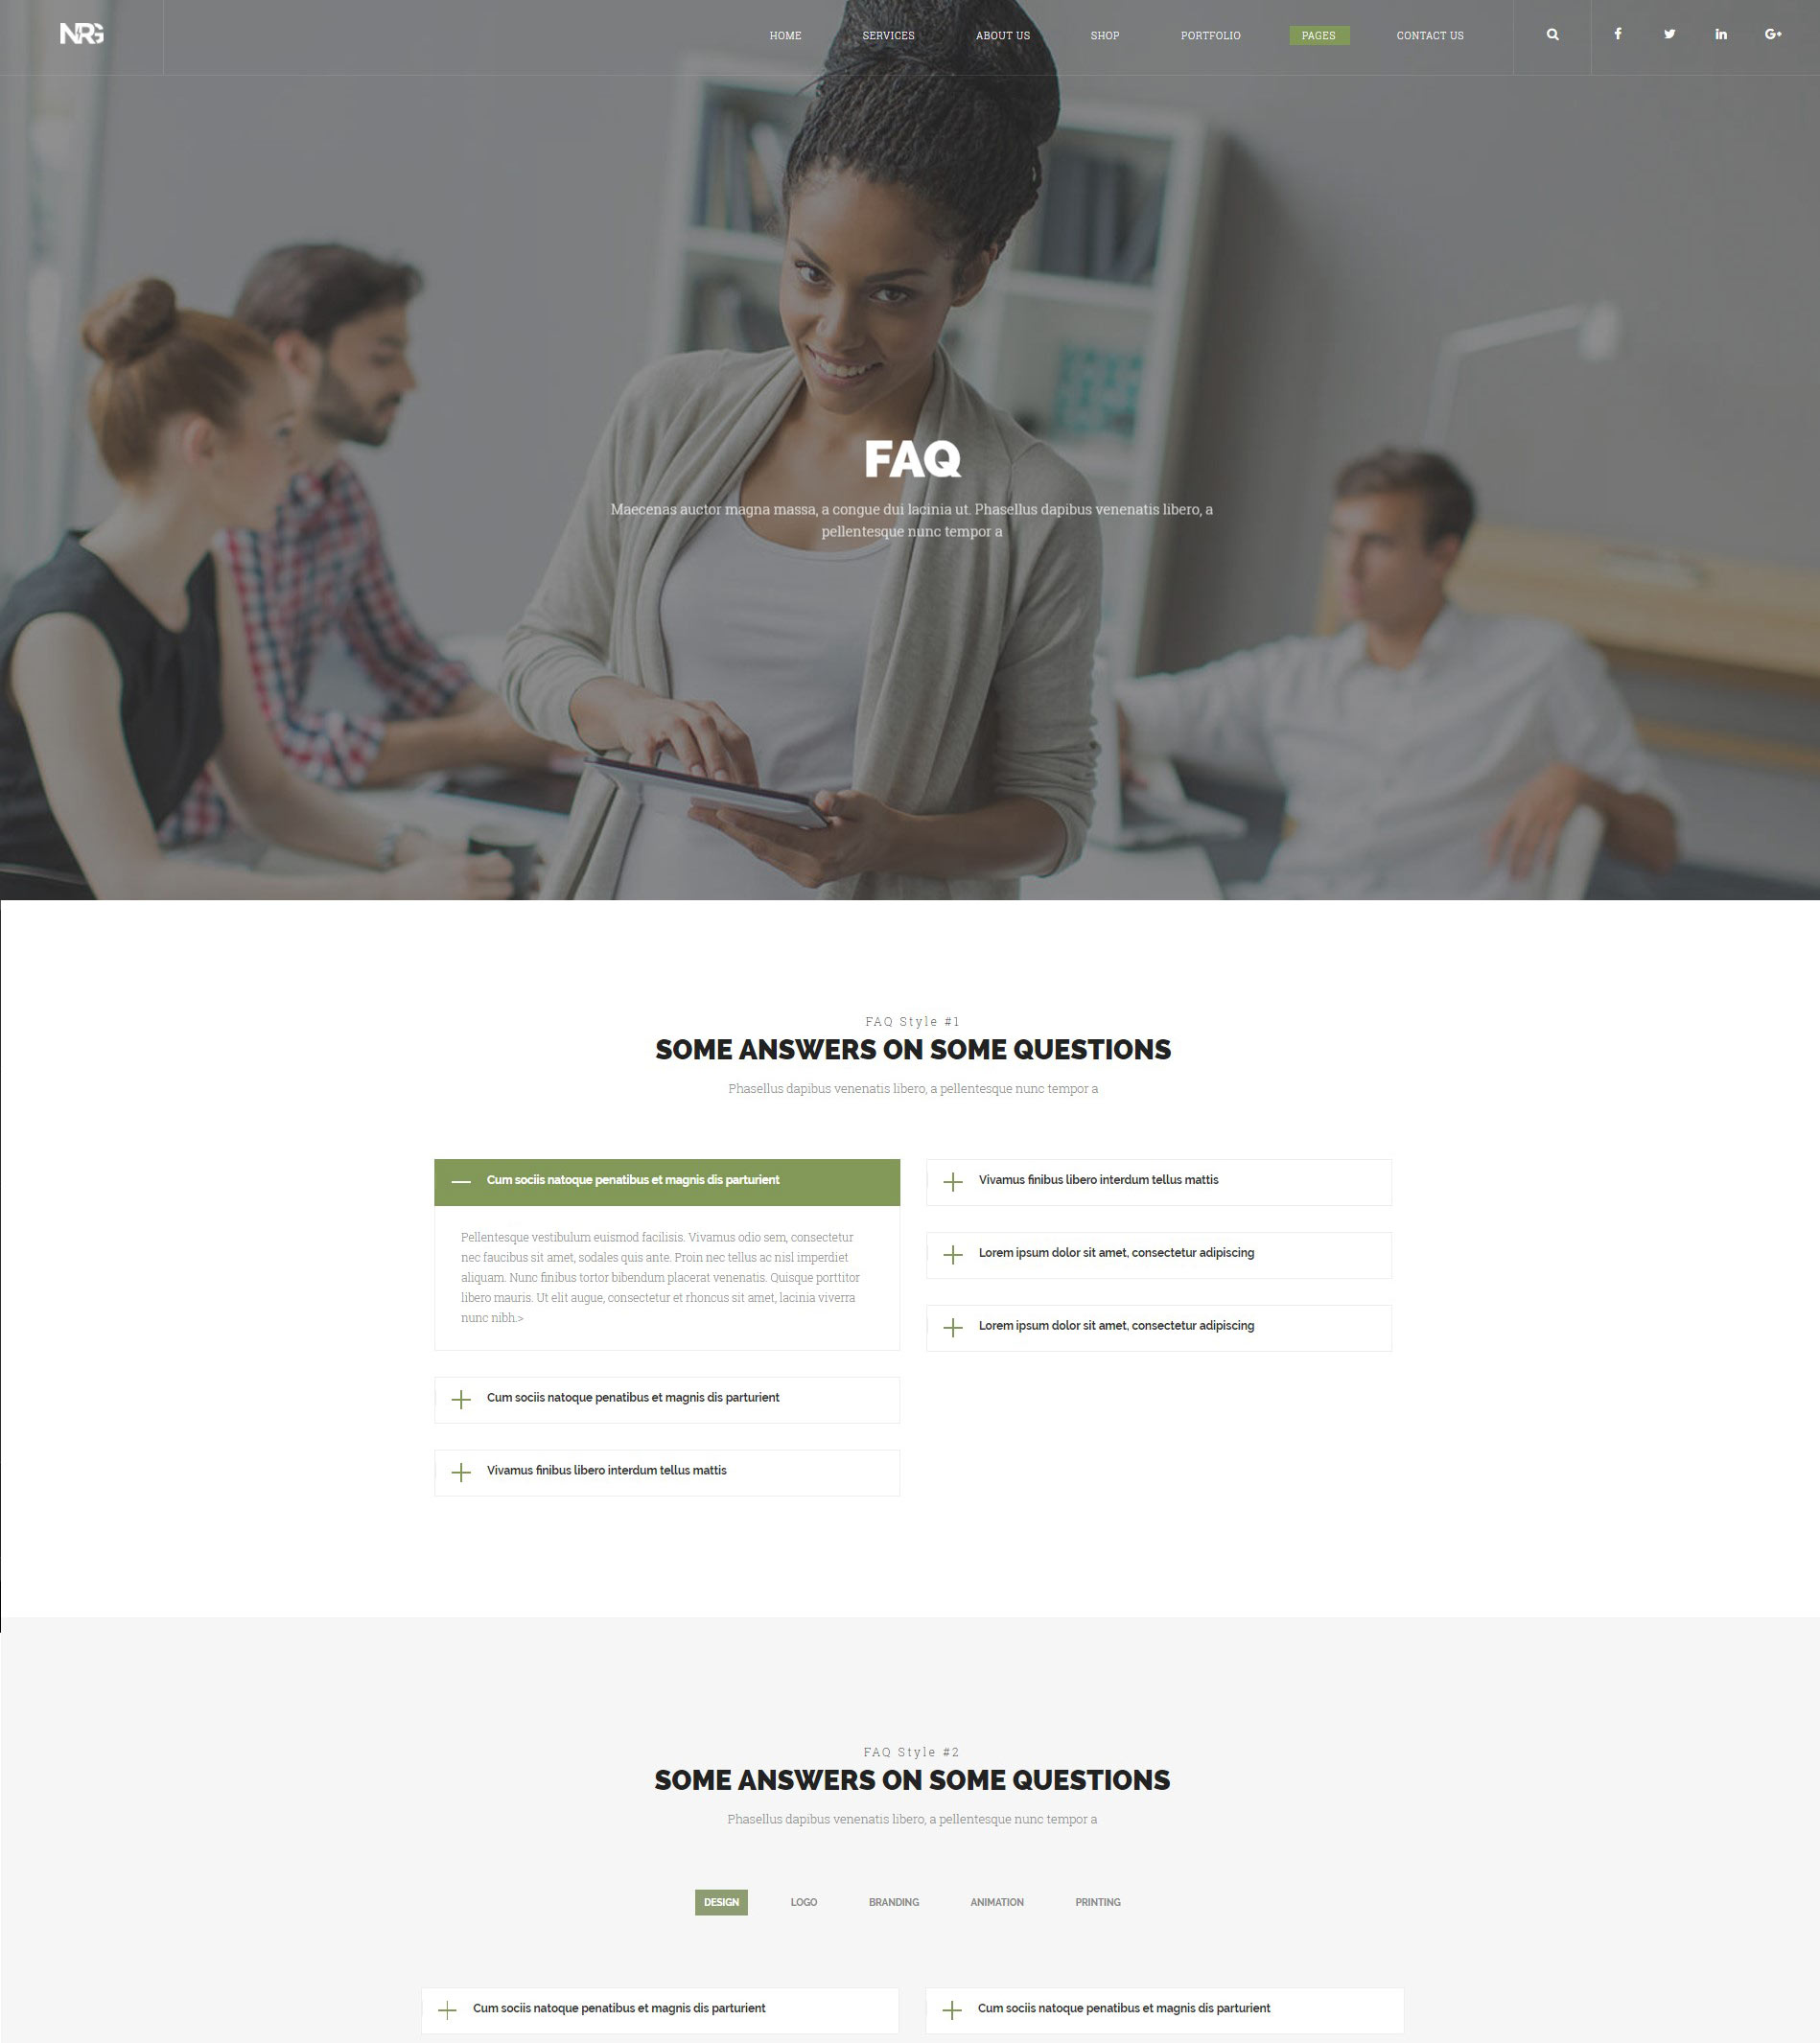 NRG
HOME SERVICES ABOUT US SHOP PORTFOLIO PAGES CONTACT US
FAQ
Maecenas auctor magna massa, a congue dui lacinia ut. Phasellus dapibus venenatis libero, a
pellentesque nunc tempor a
FAQ Style #1
SOME ANSWERS ON SOME QUESTIONS
Phasellus dapibus venenatis libero, a pellentesque nunc tempor a
Cum sociis natoque penatibus et magnis dis parturient
Pellentesque vestibulum euismod facilisis. Vivamus odio sem, consectetur
nec faucibus sit amet, sodales quis ante. Proin nec tellus ac nisl imperdiet
aliquam. Nunc finibus tortor bibendum placerat venenatis. Quisque porttitor
libero mauris. Ut elit augue, consectetur et rhoncus sit amet, lacinia viverra
nunc nibh.>
Cum sociis natoque penatibus et magnis dis parturient
Vivamus finibus libero interdum tellus mattis
Vivamus finibus libero interdum tellus mattis
Lorem ipsum dolor sit amet, consectetur adipiscing
Lorem ipsum dolor sit amet, consectetur adipiscing
FAQ Style #2
SOME ANSWERS ON SOME QUESTIONS
Phasellus dapibus venenatis libero, a pellentesque nunc tempor a
DESIGN LOGO BRANDING ANIMATION PRINTING
Cum sociis natoque penatibus et magnis dis parturient
Cum sociis natoque penatibus et magnis dis parturient